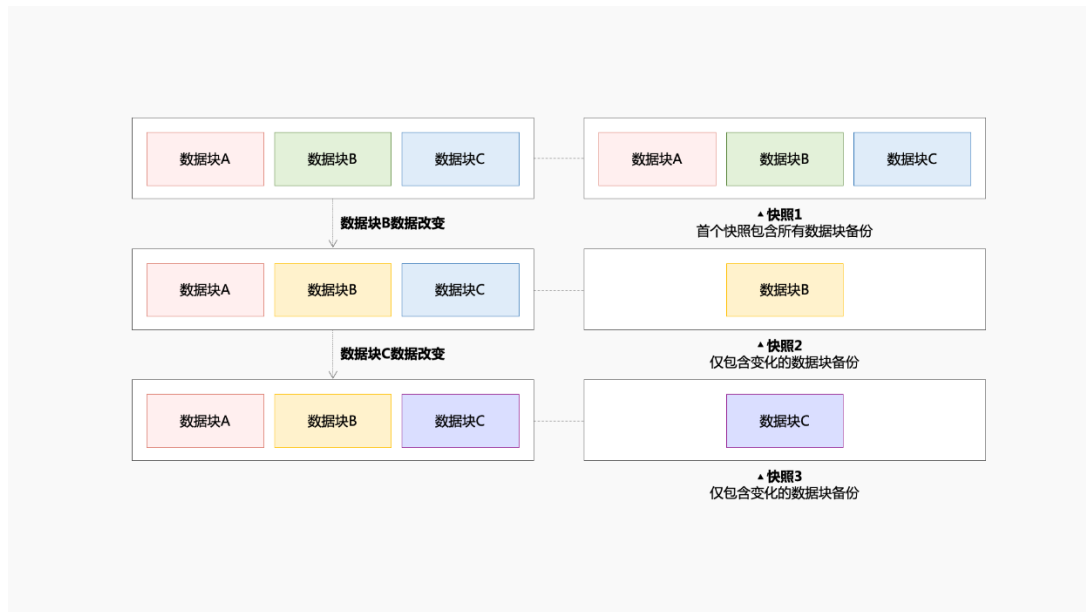 数据块A
数据块B
数据块C
数据块A
数据块B
数据块C
▲ 快照1
首个快照包含所有数据块备份
数据块B数据改变
数据块A
数据块B
数据块C
数据块B
▲ 快照2
仅包含变化的数据块备份
数据块C数据改变
数据块A
数据块B
数据块C
数据块C
▲ 快照3
仅包含变化的数据块备份